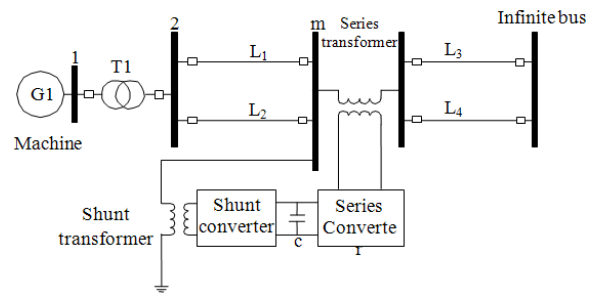 Infinite bus
2
m
Series
transformer
1
T1
L1
L3
G1
L2
L4
Machine
Shunt
transformer
Shunt
converter
c
Series
Converte
r